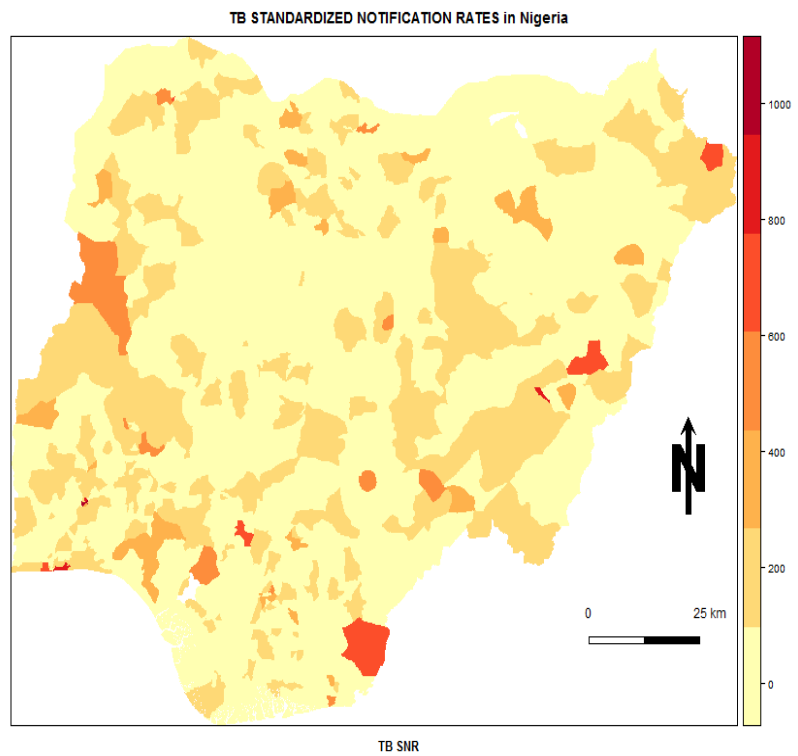 TB STANDARDIZED NOTIFICATION RATES in Nigeria
1000
800
600
400
200
0
N
0 25 km
TB SNR